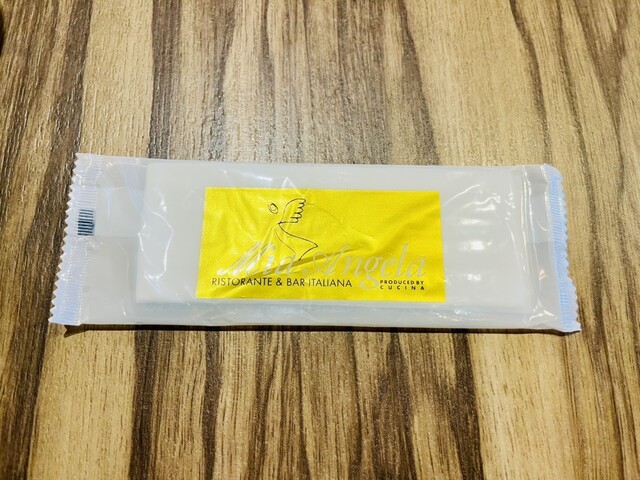 Mia Angela
RISTORANTE & BAR ITALIANA
PRODUCED BY
CUCINA